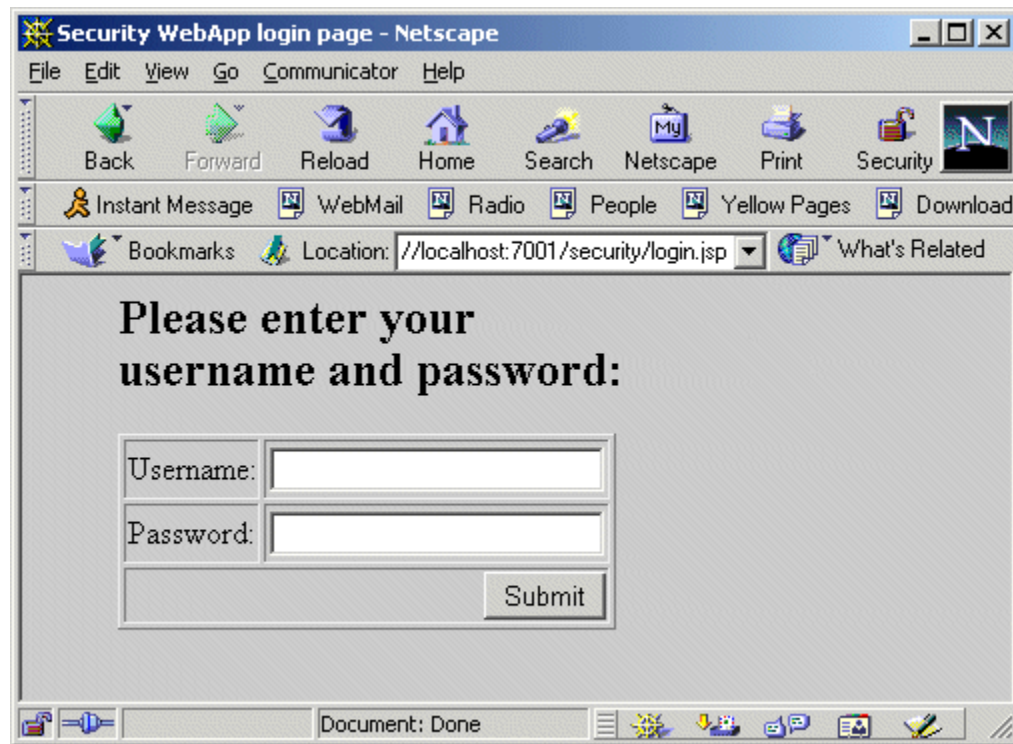 Security WebApp login page - Netscape
File Edit View Go Communicator Help
Back Forward Reload Home Search My Netscape Print Security N
Instant Message WebMail Radio People Yellow Pages Download
Bookmarks Location: //localhost:7001/security/login.jsp What's Related
Please enter your
username and password:
Username:
Password:
Submit
Document: Done